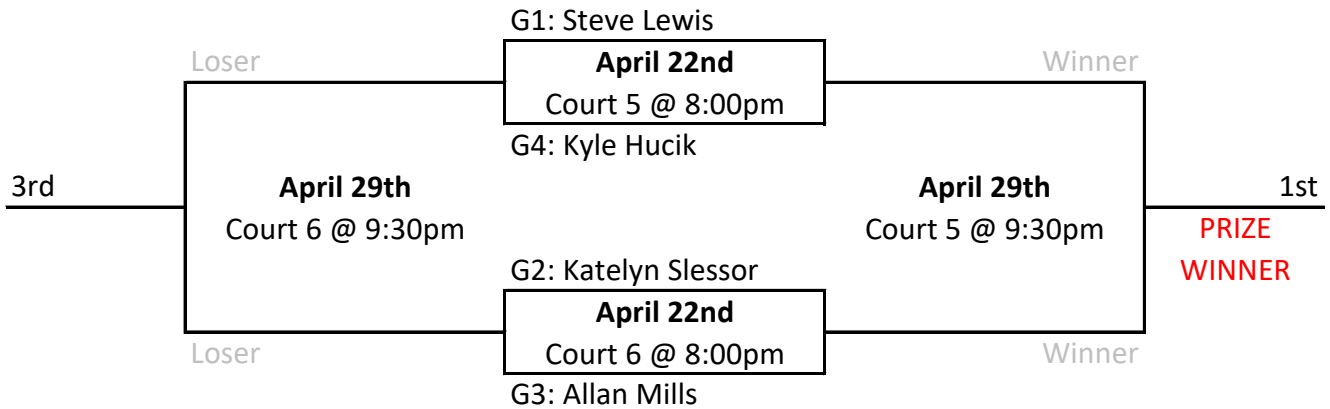 G1: Steve Lewis
Loser
April 22nd
Winner
Court 5 @ 8:00pm
G4: Kyle Hucik
3rd
April 29th
April 29th
1st
Court 6 @ 9:30pm
Court 5 @ 9:30pm
PRIZE
WINNER
G2: Katelyn Slessor
April 22nd
Loser
Court 6 @ 8:00pm
Winner
G3: Allan Mills